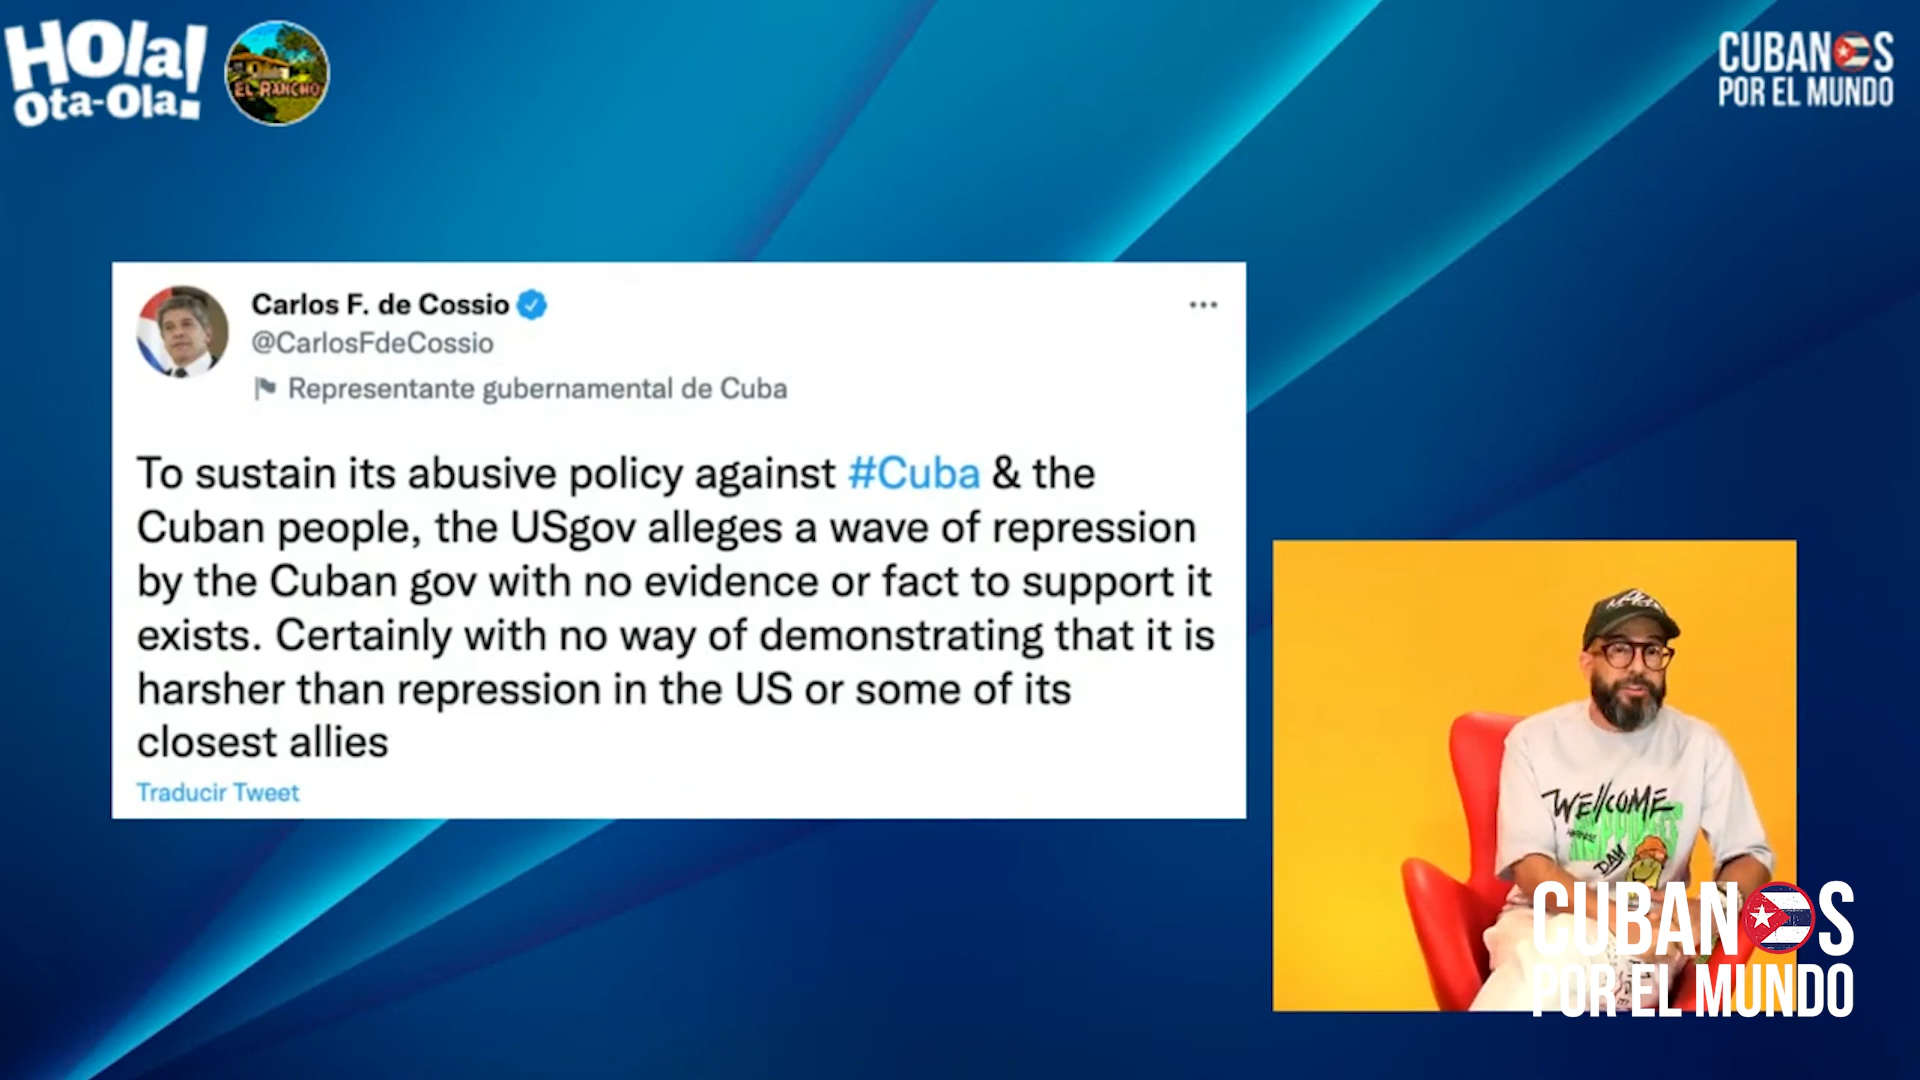 HOla!
Ota-Ola!
EL RANCHO
CUBANOS
POR EL MUNDO
Carlos F. de Cossio
@CarlosFdeCossio
Representante gubernamental de Cuba
To sustain its abusive policy against #Cuba & the
Cuban people, the USgov alleges a wave of repression
by the Cuban gov with no evidence or fact to support it
exists. Certainly with no way of demonstrating that it is
harsher than repression in the US or some of its
closest allies
Traducir Tweet
WEllCOME
DAM
CUBANOS
POR EL MUNDO